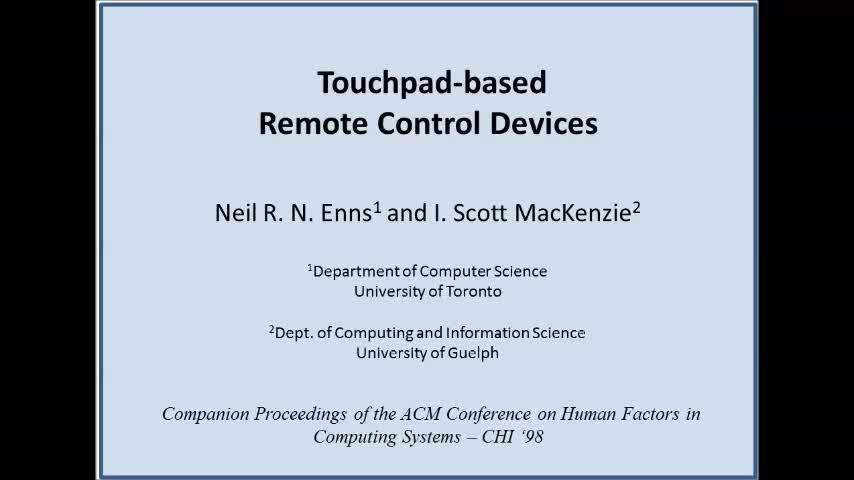 Touchpad-based
Remote Control Devices
Neil R. N. Enns¹ and I. Scott MacKenzie²
¹Department of Computer Science
University of Toronto
²Dept. of Computing and Information Science
University of Guelph
Companion Proceedings of the ACM Conference on Human Factors in
Computing Systems – CHI ‘98